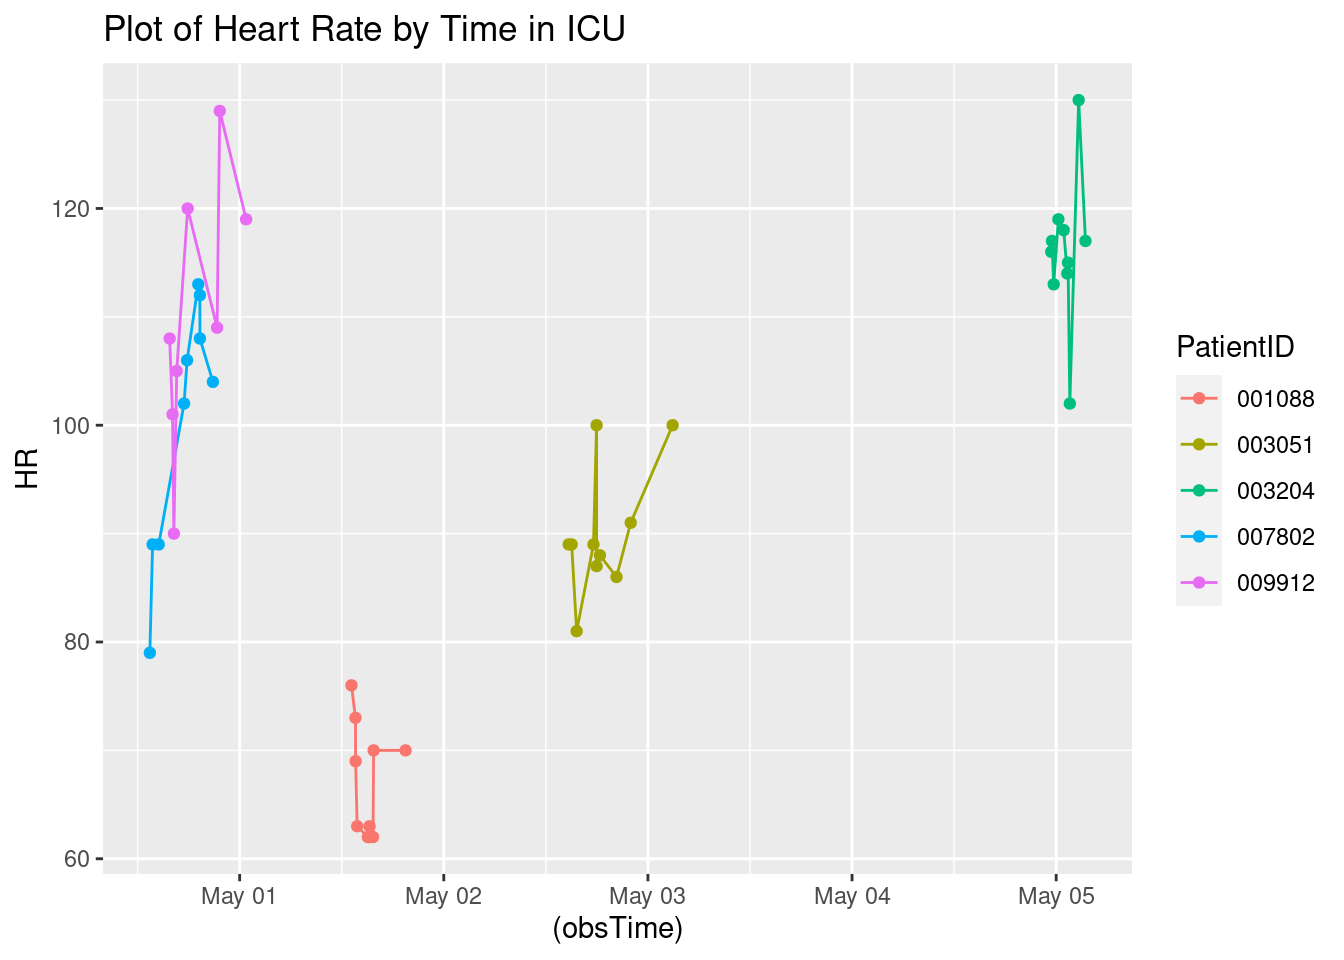 Plot of Heart Rate by Time in ICU
120
100
80
60
HR
May 01
May 02
May 03
May 04
May 05
(obsTime)
PatientID
001088
003051
003204
007802
009912